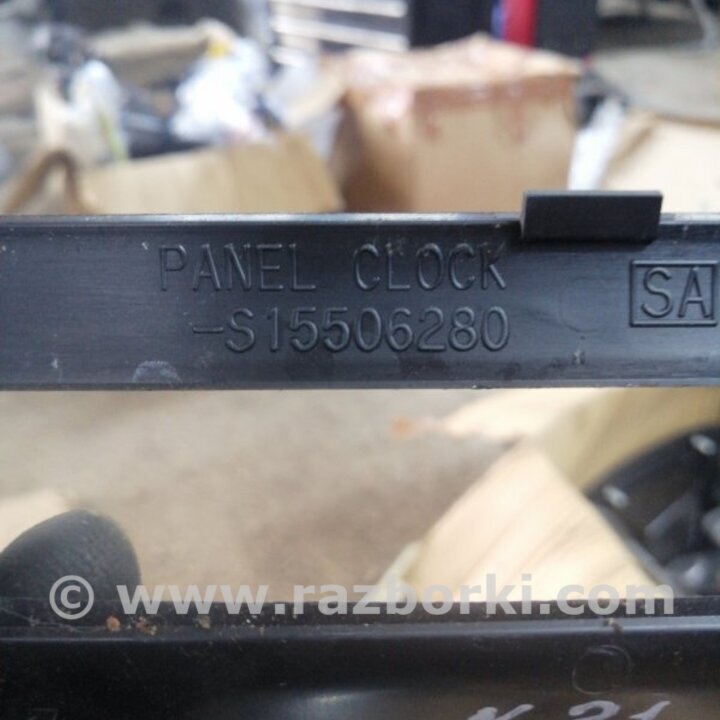 PANEL CLOCK
-S15506280
SA
© www.razborki.com